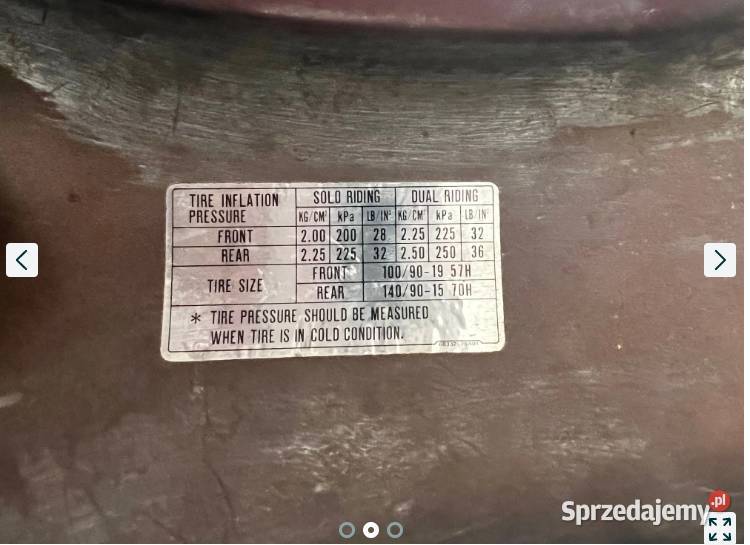 TIRE INFLATION PRESSURE SOLO RIDING DUAL RIDING
KG/CM² kPa LB/IN² KG/CM² kPa LB/IN²
FRONT 2.00 200 28 2.25 225 32
REAR 2.25 225 32 2.50 250 36
TIRE SIZE FRONT 100/90-19 57H
REAR 140/90-15 70H
* TIRE PRESSURE SHOULD BE MEASURED
WHEN TIRE IS IN COLD CONDITION.
Sprzedajemy.pl